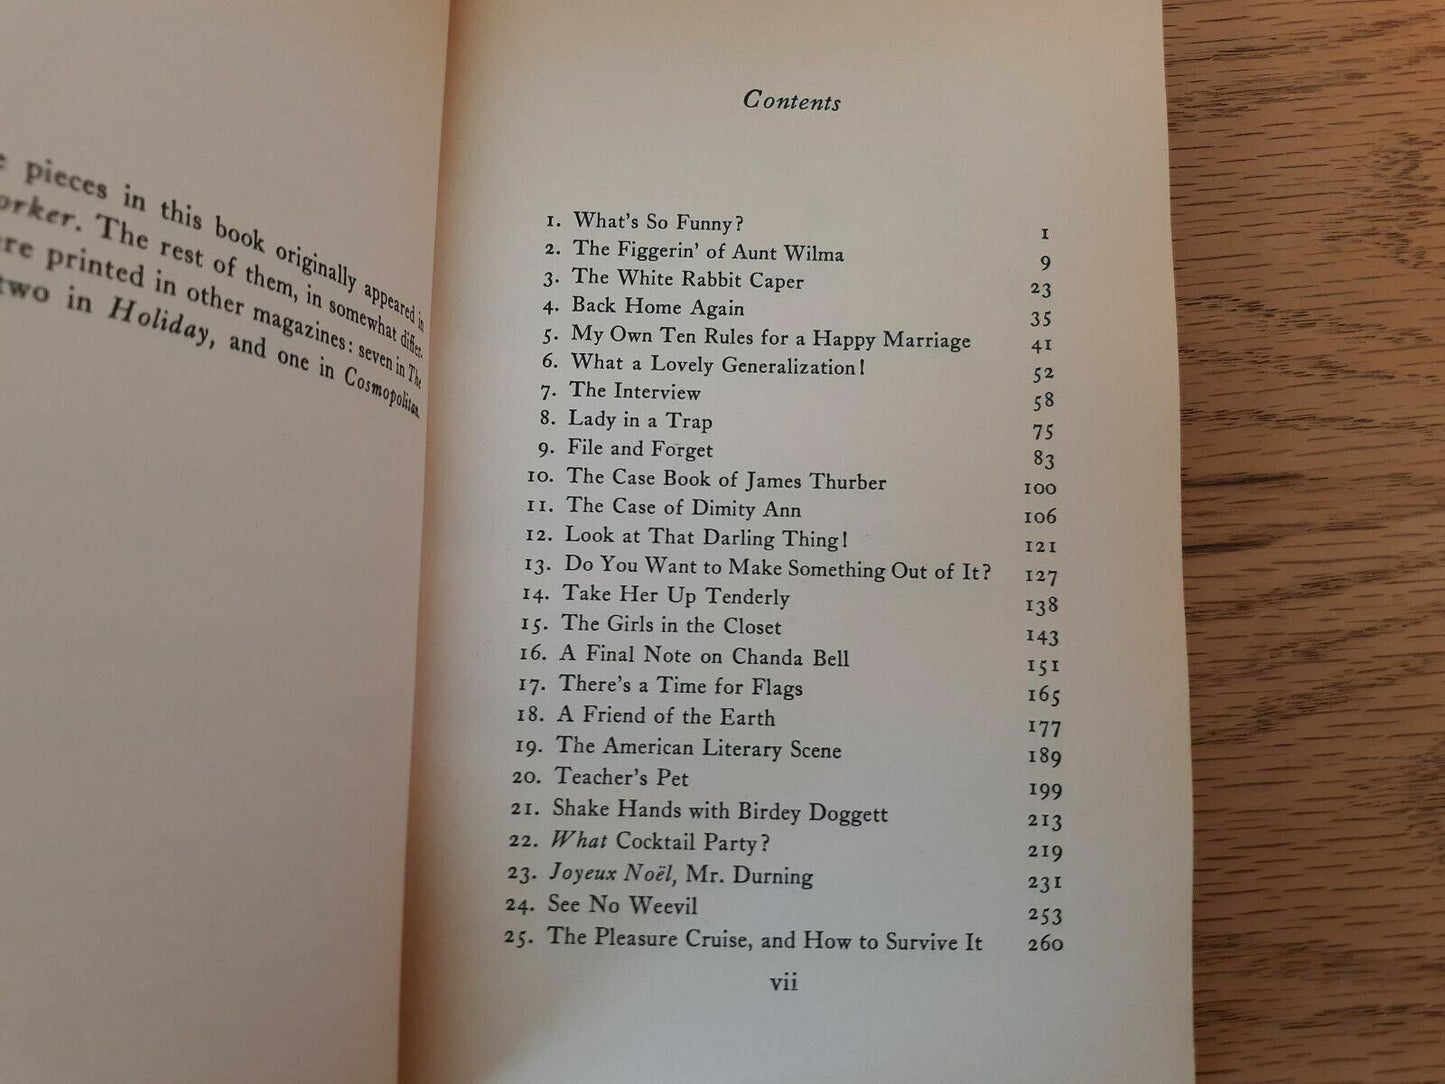 pieces in this book originally appeared in
orker. The rest of them, in somewhat differ-
re printed in other magazines: seven in The
two in Holiday, and one in Cosmopolitan.
Contents
1. What's So Funny? 1
2. The Figgerin' of Aunt Wilma 9
3. The White Rabbit Caper 23
4. Back Home Again 35
5. My Own Ten Rules for a Happy Marriage 41
6. What a Lovely Generalization! 52
7. The Interview 58
8. Lady in a Trap 75
9. File and Forget 83
10. The Case Book of James Thurber 100
11. The Case of Dimity Ann 106
12. Look at That Darling Thing! 121
13. Do You Want to Make Something Out of It? 127
14. Take Her Up Tenderly 138
15. The Girls in the Closet 143
16. A Final Note on Chanda Bell 151
17. There's a Time for Flags 165
18. A Friend of the Earth 177
19. The American Literary Scene 189
20. Teacher's Pet 199
21. Shake Hands with Birdey Doggett 213
22. What Cocktail Party? 219
23. Joyeux Noël, Mr. Durning 231
24. See No Weevil 253
25. The Pleasure Cruise, and How to Survive It 260
vii